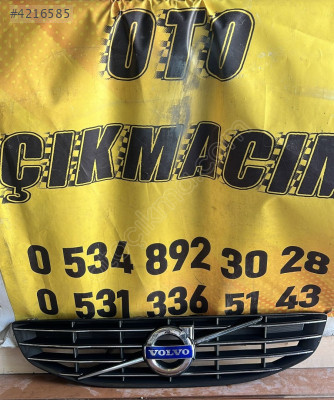 #4216585
OTO
ÇIKMACIM
0 534 892 30 28
0 531 336 51 43
VOLVO